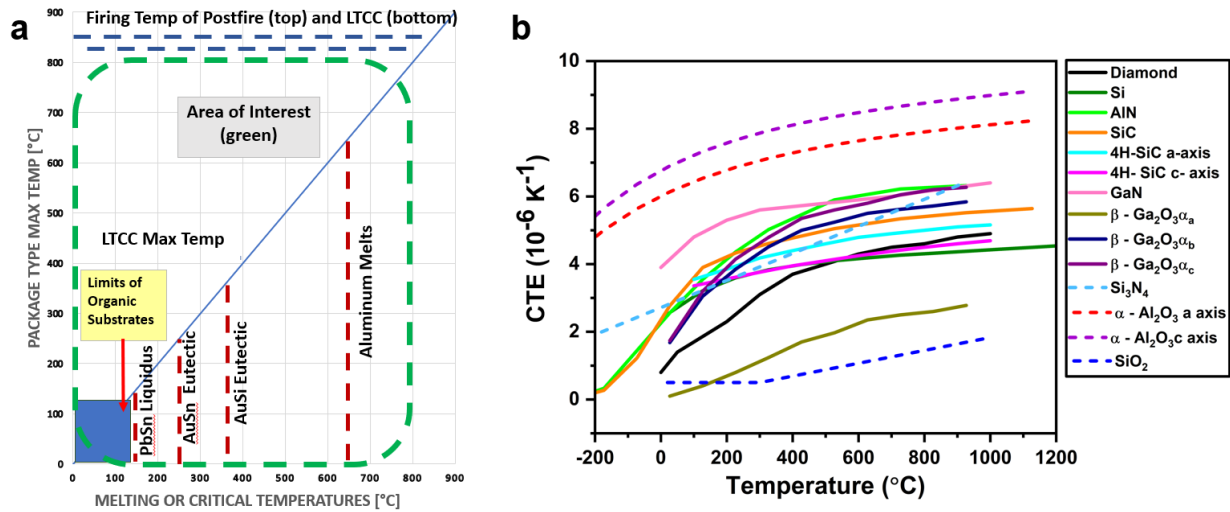 a
Firing Temp of Postfire (top) and LTCC (bottom)
PACKAGE TYPE MAX TEMP [°C]
900
800
700
600
500
400
300
200
100
0
Area of Interest
(green)
LTCC Max Temp
Limits of
Organic
Substrates
PbSn Liquidus
AuSn Eutectic
AuSi Eutectic
Aluminum Melts
0 100 200 300 400 500 600 700 800 900
MELTING OR CRITICAL TEMPERATURES [°C]
b
CTE (10⁻⁶ K⁻¹)
10
8
6
4
2
0
-200 0 200 400 600 800 1000 1200
Temperature (°C)
Diamond
Si
AlN
SiC
4H-SiC a-axis
4H- SiC c- axis
GaN
β - Ga₂O₃αₐ
β - Ga₂O₃α_b
β - Ga₂O₃α_c
Si₃N₄
α - Al₂O₃ a axis
α - Al₂O₃c axis
SiO₂